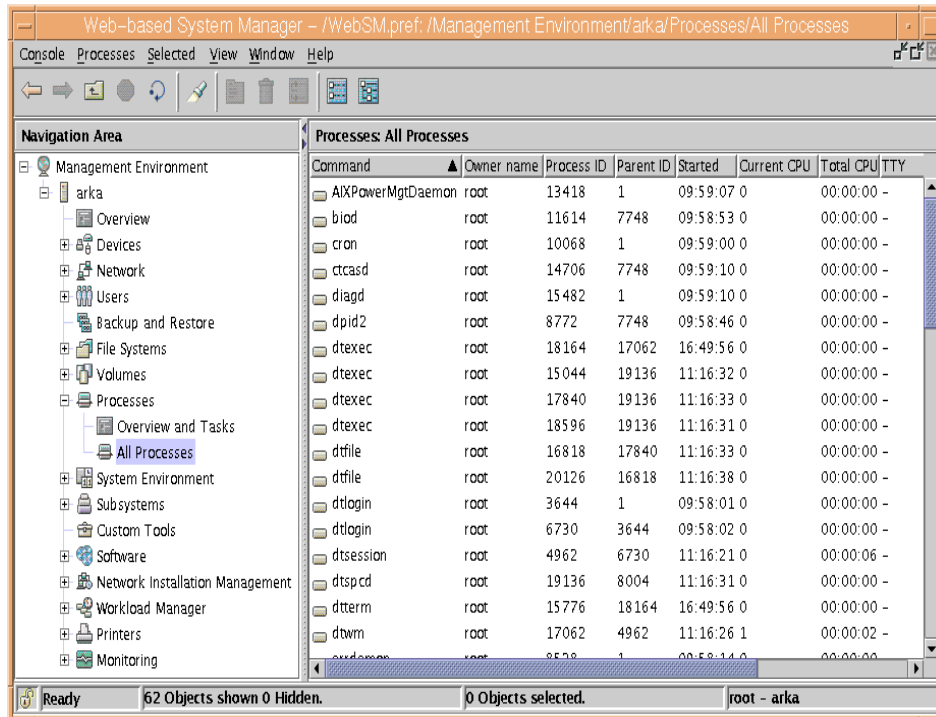 Web-based System Manager - /WebSM.pref: /Management Environment/arka/Processes/All Processes
Console Processes Selected View Window Help
Navigation Area
Management Environment
arka
Overview
Devices
Network
Users
Backup and Restore
File Systems
Volumes
Processes
Overview and Tasks
All Processes
System Environment
Subsystems
Custom Tools
Software
Network Installation Management
Workload Manager
Printers
Monitoring
Processes: All Processes
Command Owner name Process ID Parent ID Started Current CPU Total CPU TTY
AIXPowerMgtDaemon root 13418 1 09:59:07 0 00:00:00 -
biod root 11614 7748 09:58:53 0 00:00:00 -
cron root 10068 1 09:59:00 0 00:00:00 -
ctcasd root 14706 7748 09:59:10 0 00:00:00 -
diagd root 15482 1 09:59:10 0 00:00:00 -
dpid2 root 8772 7748 09:58:46 0 00:00:00 -
dtexec root 18164 17062 16:49:56 0 00:00:00 -
dtexec root 15044 19136 11:16:32 0 00:00:00 -
dtexec root 17840 19136 11:16:33 0 00:00:00 -
dtexec root 18596 19136 11:16:31 0 00:00:00 -
dtfile root 16818 17840 11:16:33 0 00:00:00 -
dtfile root 20126 16818 11:16:38 0 00:00:00 -
dtlogin root 3644 1 09:58:01 0 00:00:00 -
dtlogin root 6730 3644 09:58:02 0 00:00:00 -
dtsession root 4962 6730 11:16:21 0 00:00:06 -
dtspcd root 19136 8004 11:16:31 0 00:00:00 -
dtterm root 15776 18164 16:49:56 0 00:00:00 -
dtwm root 17062 4962 11:16:26 1 00:00:02 -
Ready 62 Objects shown 0 Hidden. 0 Objects selected. root - arka